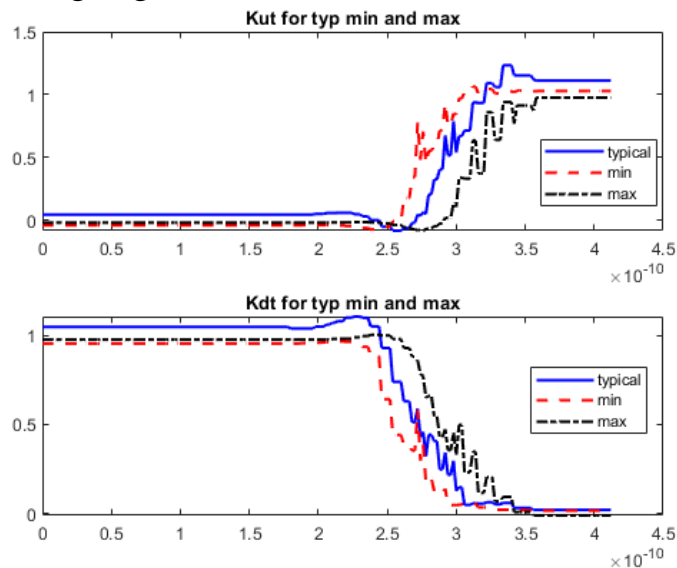 Kut for typ min and max
1.5
1
0.5
0
typical
min
max
0 0.5 1 1.5 2 2.5 3 3.5 4 4.5
×10⁻¹⁰
Kdt for typ min and max
1
0.5
0
typical
min
max
0 0.5 1 1.5 2 2.5 3 3.5 4 4.5
×10⁻¹⁰